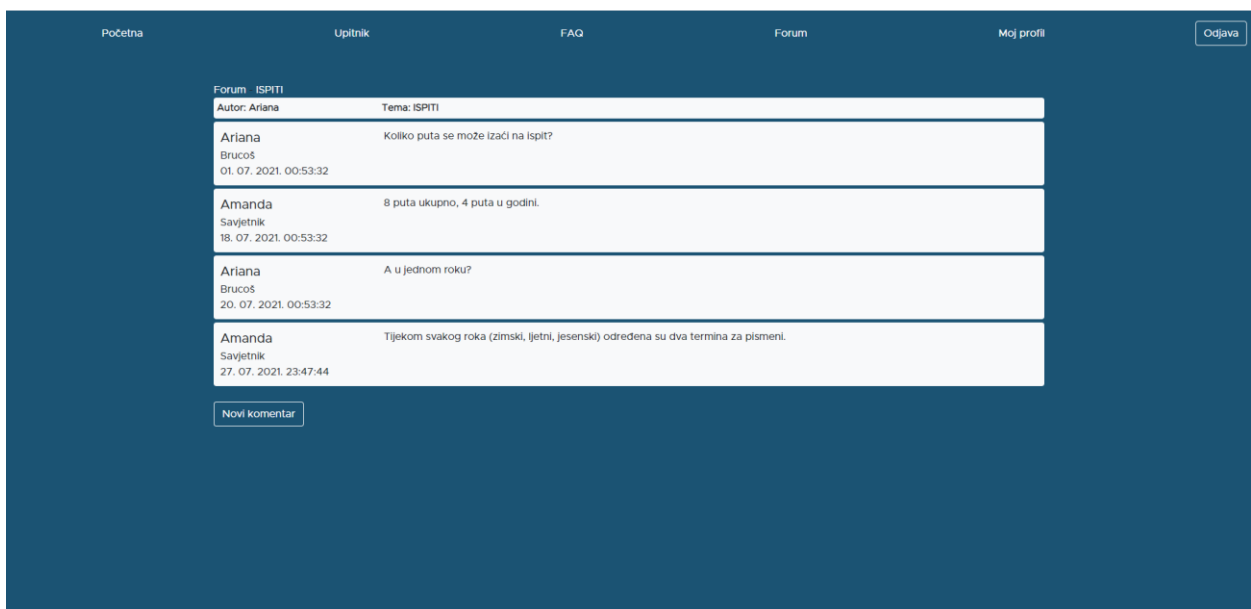 Početna Upitnik FAQ Forum Moj profil Odjava
Forum ISPITI
Autor: Ariana Tema: ISPITI
Ariana Koliko puta se može izaći na ispit?
Brucoš
01. 07. 2021. 00:53:32
Amanda 8 puta ukupno, 4 puta u godini.
Savjetnik
18. 07. 2021. 00:53:32
Ariana A u jednom roku?
Brucoš
20. 07. 2021. 00:53:32
Amanda Tijekom svakog roka (zimski, ljetni, jesenski) određena su dva termina za pismeni.
Savjetnik
27. 07. 2021. 23:47:44
Novi komentar